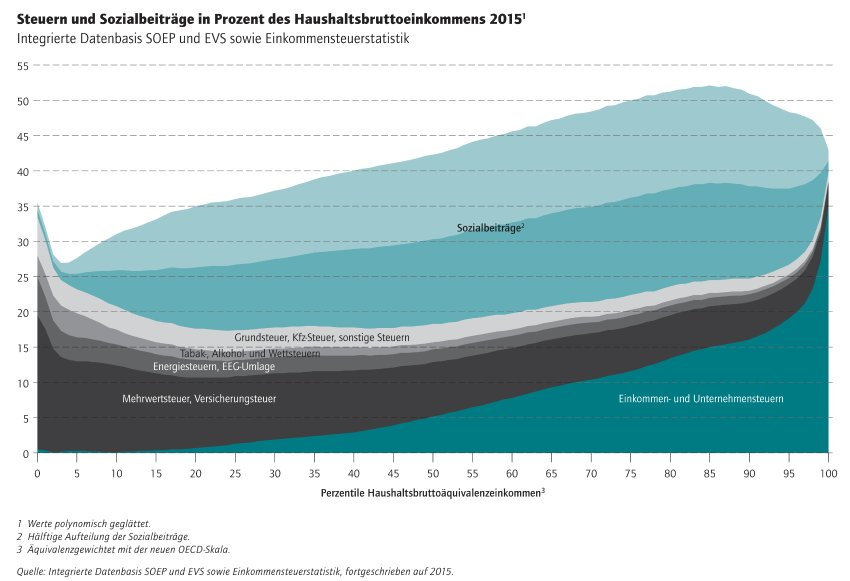 Steuern und Sozialbeiträge in Prozent des Haushaltsbruttoeinkommens 2015¹
Integrierte Datenbasis SOEP und EVS sowie Einkommensteuerstatistik
55
50
45
40
35
30
25
20
15
10
5
0
Sozialbeiträge²
Grundsteuer, Kfz-Steuer, sonstige Steuern
Tabak-, Alkohol- und Wettsteuern
Energiesteuern, EEG-Umlage
Mehrwertsteuer, Versicherungsteuer
Einkommen- und Unternehmensteuern
0 5 10 15 20 25 30 35 40 45 50 55 60 65 70 75 80 85 90 95 100
Perzentile Haushaltsbruttoäquivalenzeinkommen³
1 Werte polynomisch geglättet.
2 Hälftige Aufteilung der Sozialbeiträge.
3 Äquivalenzgewichtet mit der neuen OECD-Skala.
Quelle: Integrierte Datenbasis SOEP und EVS sowie Einkommensteuerstatistik, fortgeschrieben auf 2015.